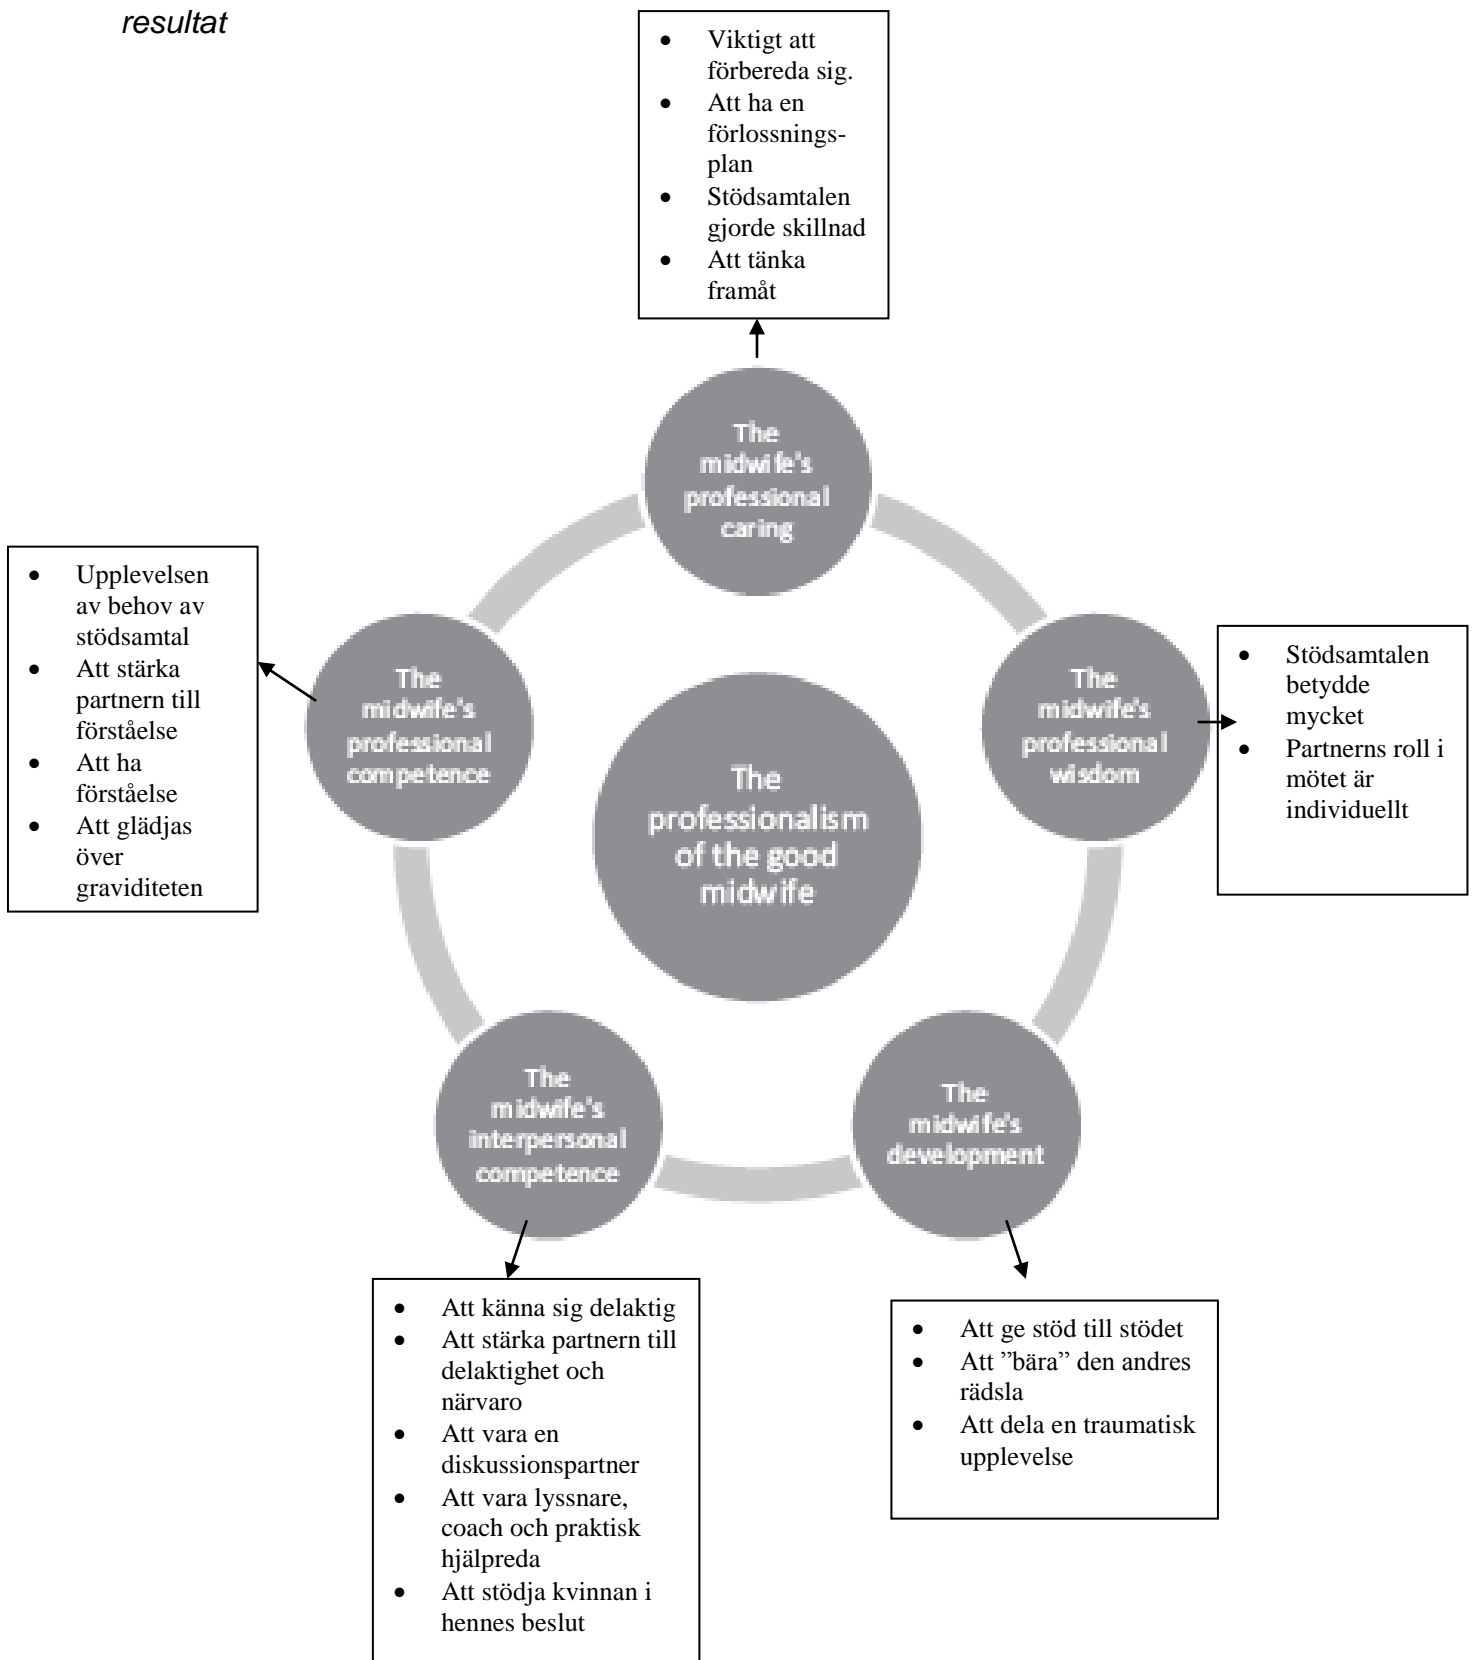 resultat
• Viktigt att
förbereda sig.
• Att ha en
förlossnings-
plan
• Stödsamtalen
gjorde skillnad
• Att tänka
framåt
The
midwife's
professional
caring
• Upplevelsen
av behov av
stödsamtal
• Att stärka
partnern till
förståelse
• Att ha
förståelse
• Att glädjas
över
graviditeten
The
midwife's
professional
competence
The
professionalism
of the good
midwife
The
midwife's
professional
wisdom
• Stödsamtalen
betydde
mycket
• Partnerns roll i
mötet är
individuellt
The
midwife's
interpersonal
competence
The
midwife's
development
• Att känna sig delaktig
• Att stärka partnern till
delaktighet och
närvaro
• Att vara en
diskussionspartner
• Att vara lyssnare,
coach och praktisk
hjälpreda
• Att stödja kvinnan i
hennes beslut
• Att ge stöd till stödet
• Att ”bära” den andres
rädsla
• Att dela en traumatisk
upplevelse